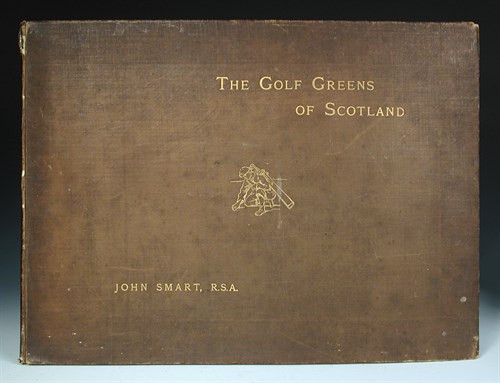 The Golf Greens
of Scotland
John Smart, R.S.A.